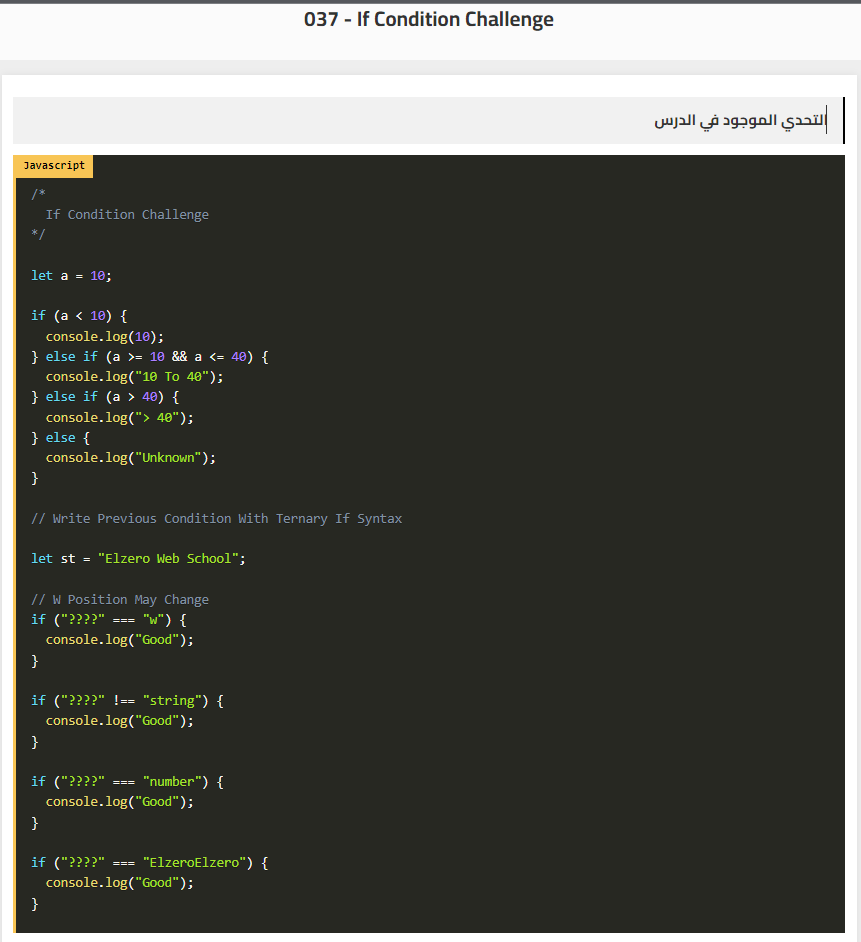 037 - If Condition Challenge
التحدي الموجود في الدرس
Javascript
/*
  If Condition Challenge
*/
let a = 10;
if (a < 10) {
  console.log(10);
} else if (a >= 10 && a <= 40) {
  console.log("10 To 40");
} else if (a > 40) {
  console.log("> 40");
} else {
  console.log("Unknown");
}
// Write Previous Condition With Ternary If Syntax
let st = "Elzero Web School";
// W Position May Change
if ("????" === "w") {
  console.log("Good");
}
if ("????" !== "string") {
  console.log("Good");
}
if ("????" === "number") {
  console.log("Good");
}
if ("????" === "ElzeroElzero") {
  console.log("Good");
}